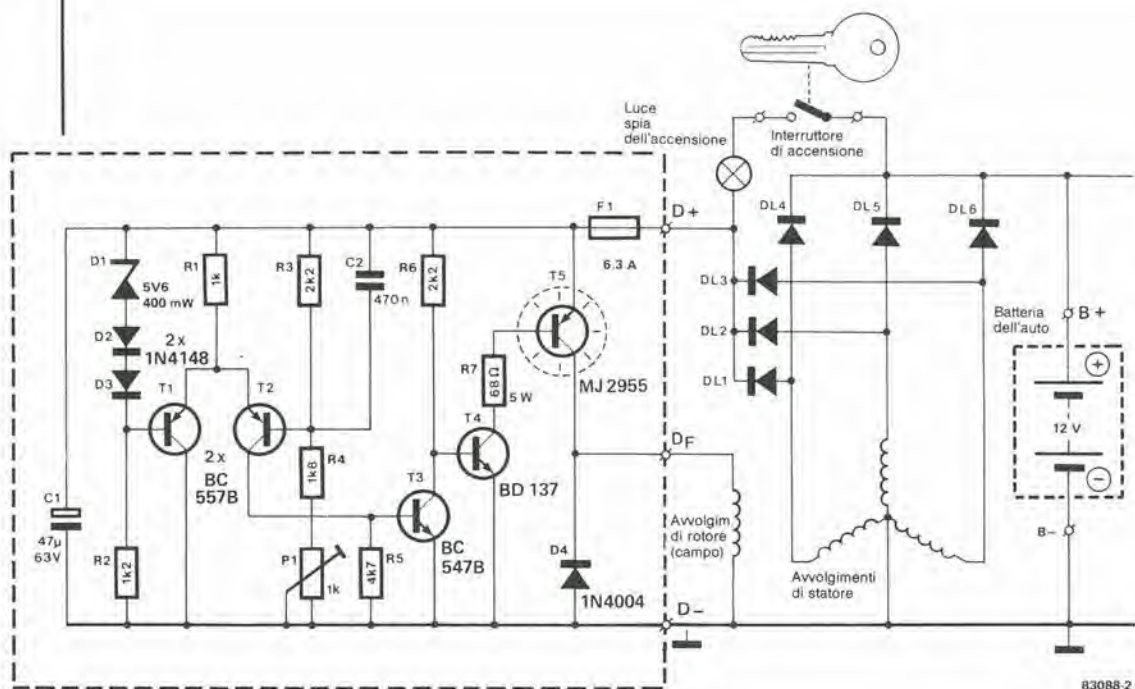 Luce
spia
dell'accensione
Interruttore
di accensione
F1
6.3 A
D+
DL4
DL5
DL6
DL3
DL2
DL1
D1
5V6
400 mW
R1
1k
R3
2k2
C2
470 n
R6
2k2
T5
MJ 2955
D2
2 x
1N4148
D3
R7
68 Ω
5 W
T1
T2
2 x
BC
557B
R4
1k8
T4
BD 137
DF
Batteria
dell'auto
B +
+
12 V
−
B−
C1
47µ
63V
R2
1k2
P1
1k
R5
4k7
T3
BC
547B
D4
1N4004
Avvolgim.
di rotore
(campo)
Avvolgimenti
di statore
D−
83088-2